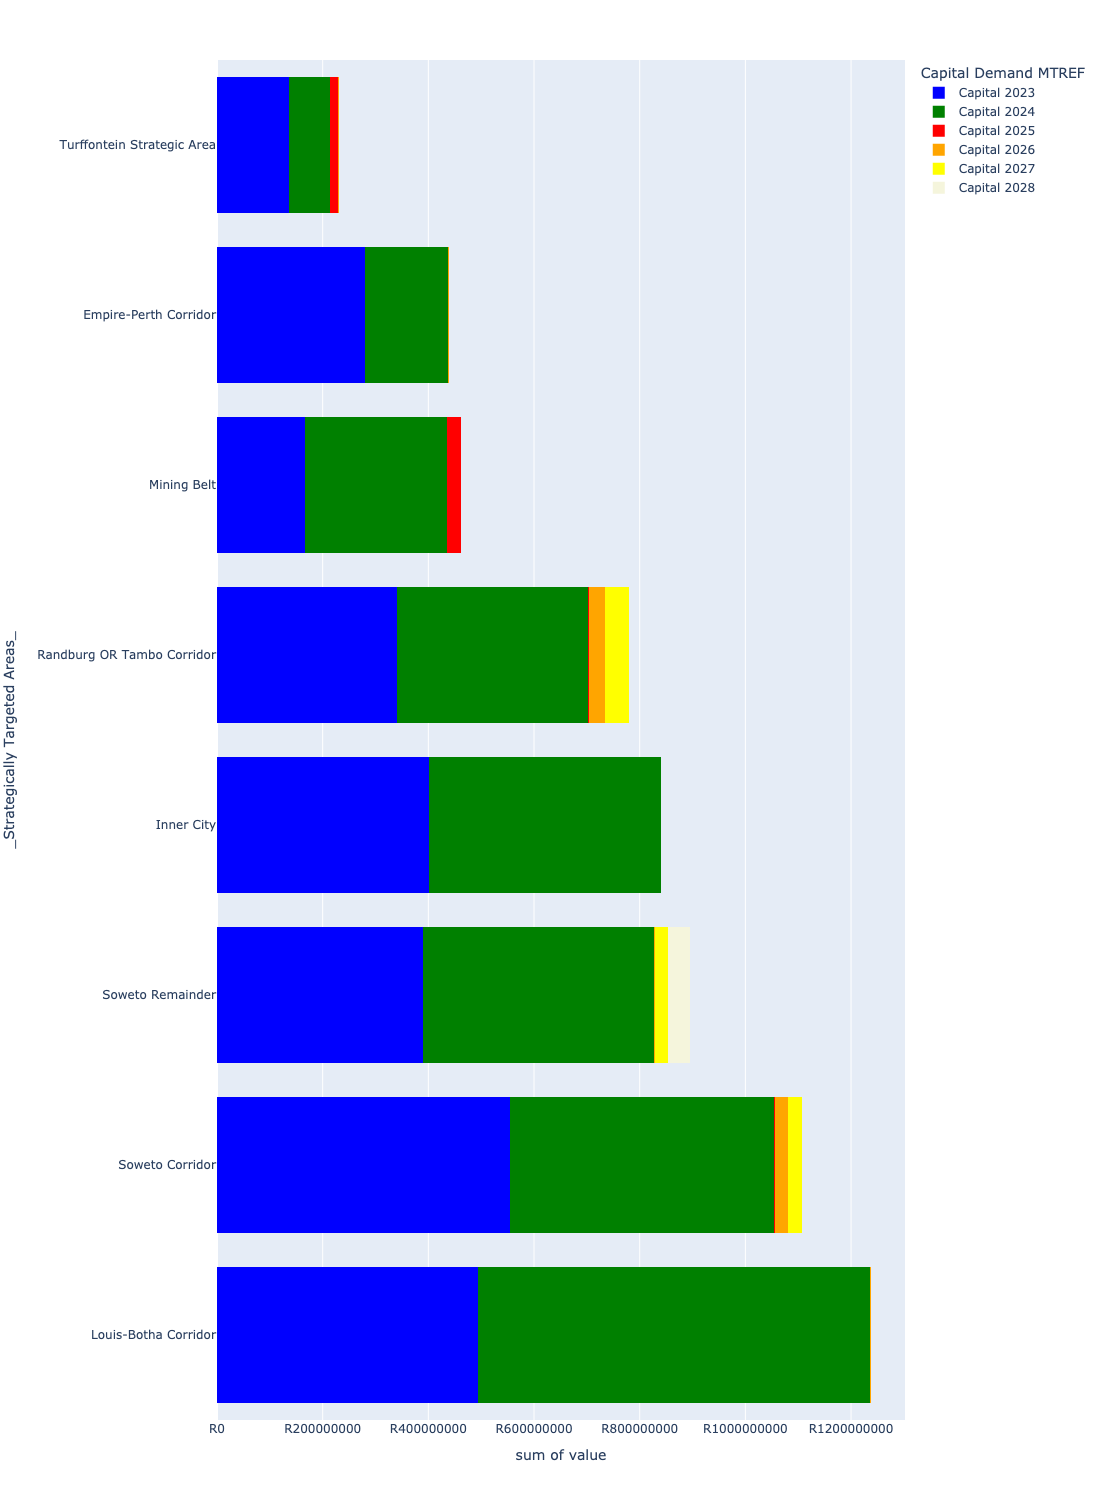 Capital Demand MTREF
Capital 2023
Capital 2024
Capital 2025
Capital 2026
Capital 2027
Capital 2028
_Strategically Targeted Areas_
Turffontein Strategic Area
Empire-Perth Corridor
Mining Belt
Randburg OR Tambo Corridor
Inner City
Soweto Remainder
Soweto Corridor
Louis-Botha Corridor
R0 R200000000 R400000000 R600000000 R800000000 R1000000000 R1200000000
sum of value